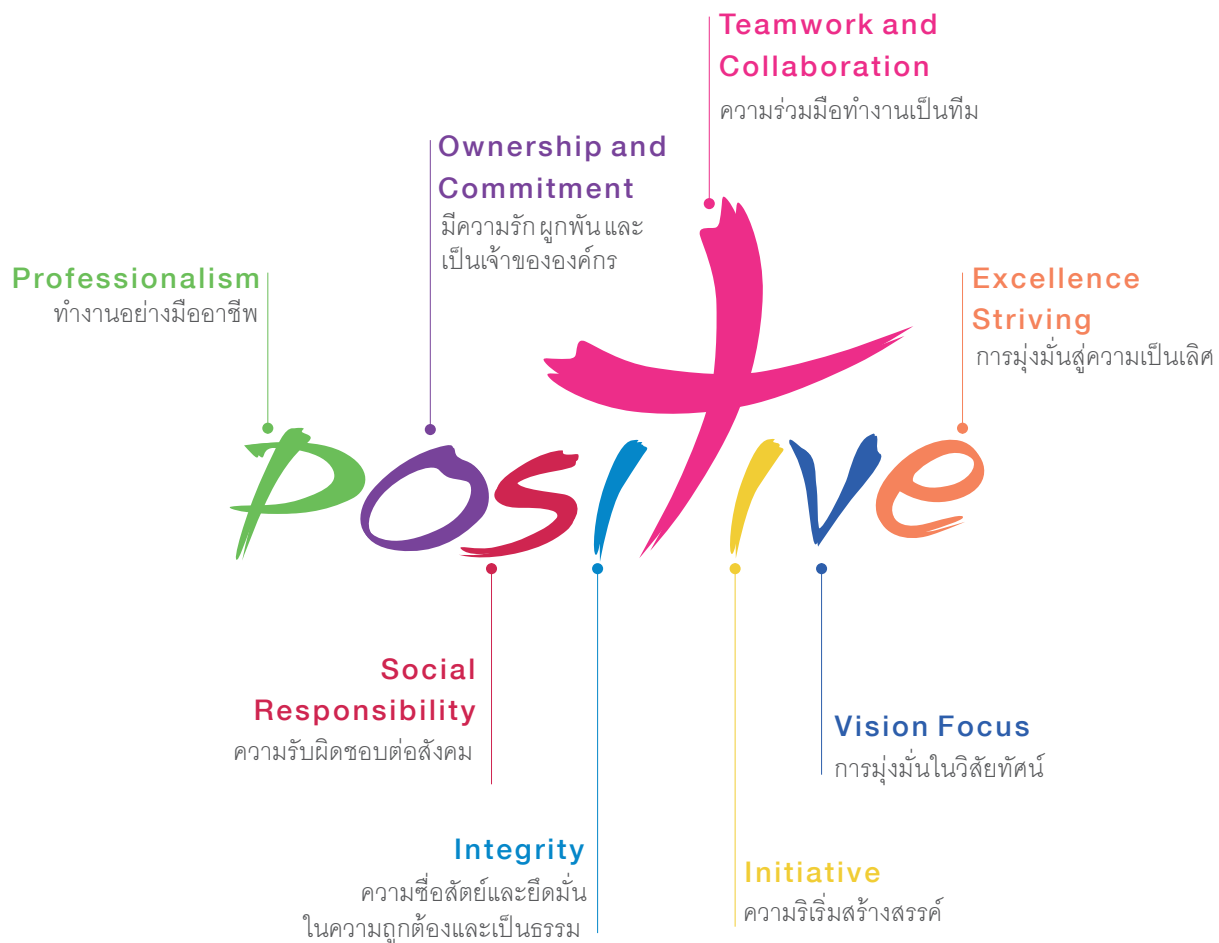 Teamwork and
Collaboration
ความร่วมมือทำงานเป็นทีม
Ownership and
Commitment
มีความรัก ผูกพัน และ
เป็นเจ้าขององค์กร
Professionalism
ทำงานอย่างมืออาชีพ
Excellence
Striving
การมุ่งมั่นสู่ความเป็นเลิศ
Positive
Social
Responsibility
ความรับผิดชอบต่อสังคม
Vision Focus
การมุ่งมั่นในวิสัยทัศน์
Integrity
ความซื่อสัตย์และยึดมั่น
ในความถูกต้องและเป็นธรรม
Initiative
ความริเริ่มสร้างสรรค์